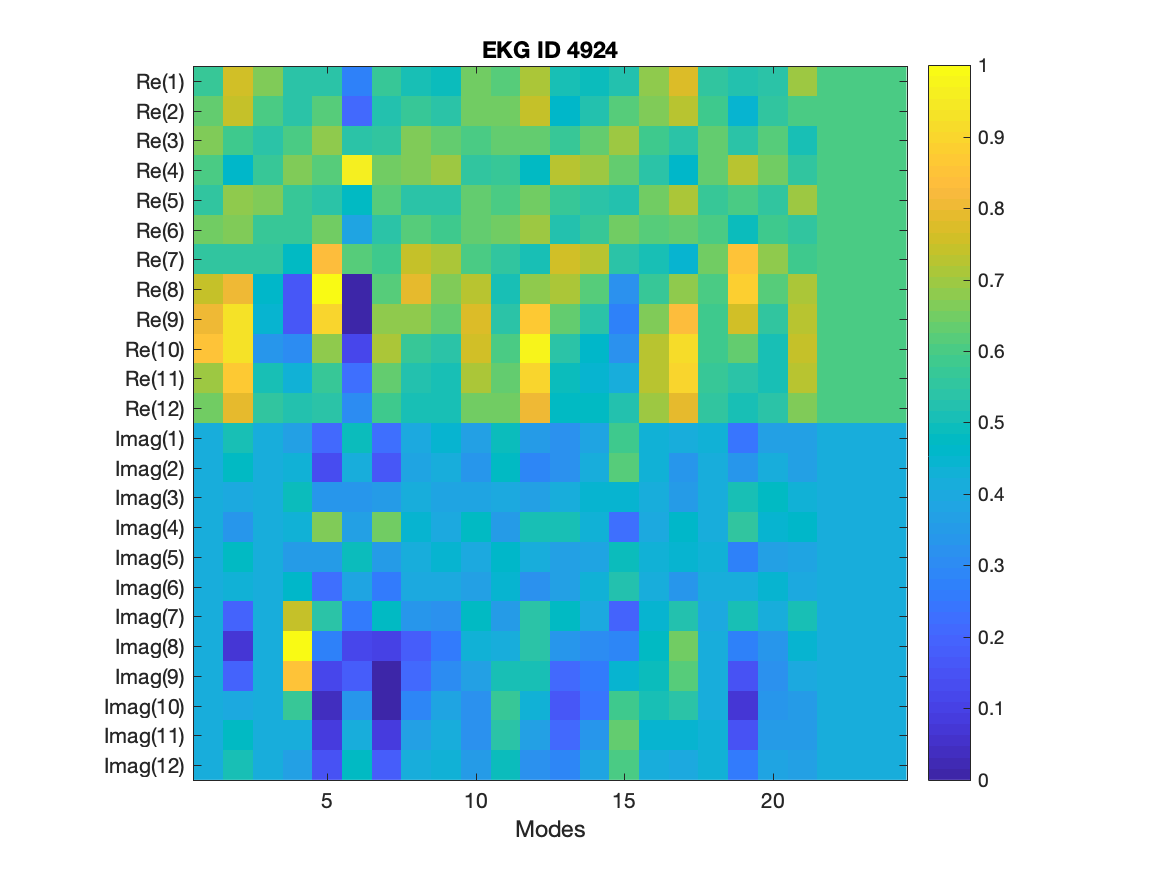 EKG ID 4924
Re(1)
Re(2)
Re(3)
Re(4)
Re(5)
Re(6)
Re(7)
Re(8)
Re(9)
Re(10)
Re(11)
Re(12)
Imag(1)
Imag(2)
Imag(3)
Imag(4)
Imag(5)
Imag(6)
Imag(7)
Imag(8)
Imag(9)
Imag(10)
Imag(11)
Imag(12)
5 10 15 20
Modes
1
0.9
0.8
0.7
0.6
0.5
0.4
0.3
0.2
0.1
0